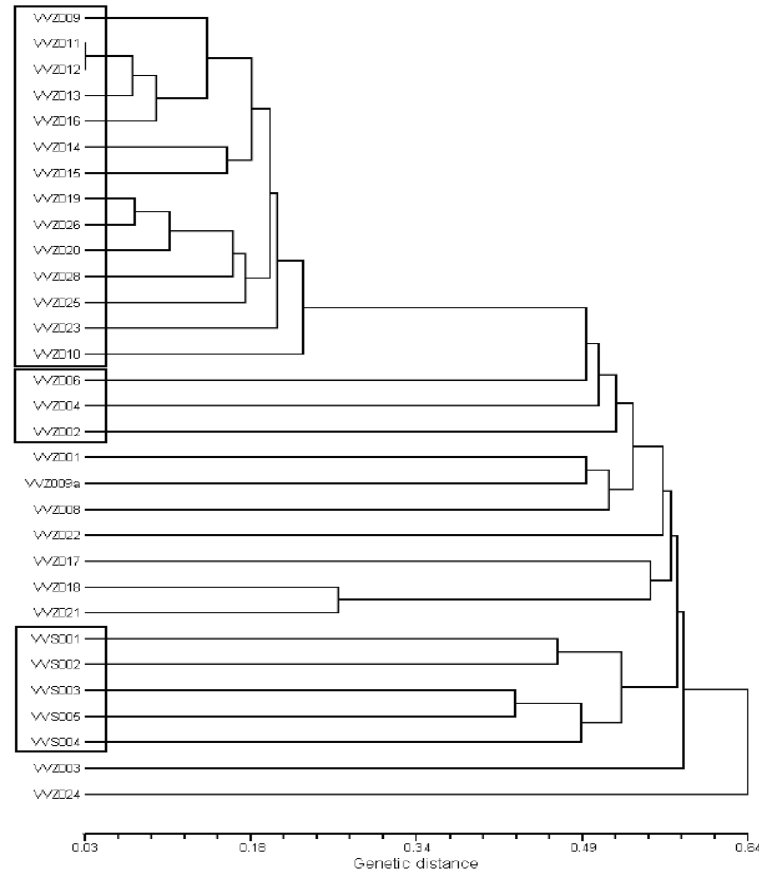 VVZ009
VVZ011
VVZ012
VVZ013
VVZ016
VVZ014
VVZ015
VVZ019
VVZ026
VVZ020
VVZ028
VVZ025
VVZ023
VVZ010
VVZ006
VVZ004
VVZ002
VVZ001
VVZ009a
VVZ008
VVZ022
VVZ017
VVZ018
VVZ021
VVS001
VVS002
VVS003
VVS005
VVS004
VVZ003
VVZ024
0.03 0.18 0.34 0.49 0.64
Genetic distance